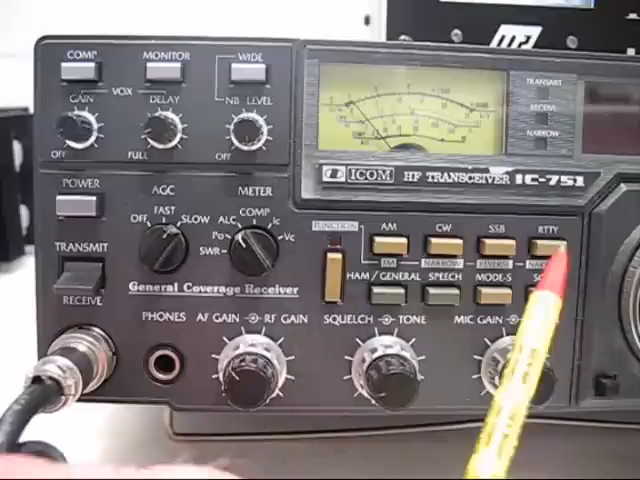 COMP
MONITOR
WIDE
VOX
GAIN
DELAY
NB LEVEL
OFF
FULL
OFF
TRANSMIT
RECEIVE
NARROW
ICOM HF TRANSCEIVER IC-751
POWER
AGC
METER
OFF
FAST
SLOW
ALC
COMP
Ic
Po
Vc
SWR
FUNCTION
AM
CW
SSB
RTTY
FM
NARROW
REVERSE
TRANSMIT
RECEIVE
HAM/GENERAL
SPEECH
MODE-S
General Coverage Receiver
PHONES
AF GAIN
RF GAIN
SQUELCH
TONE
MIC GAIN